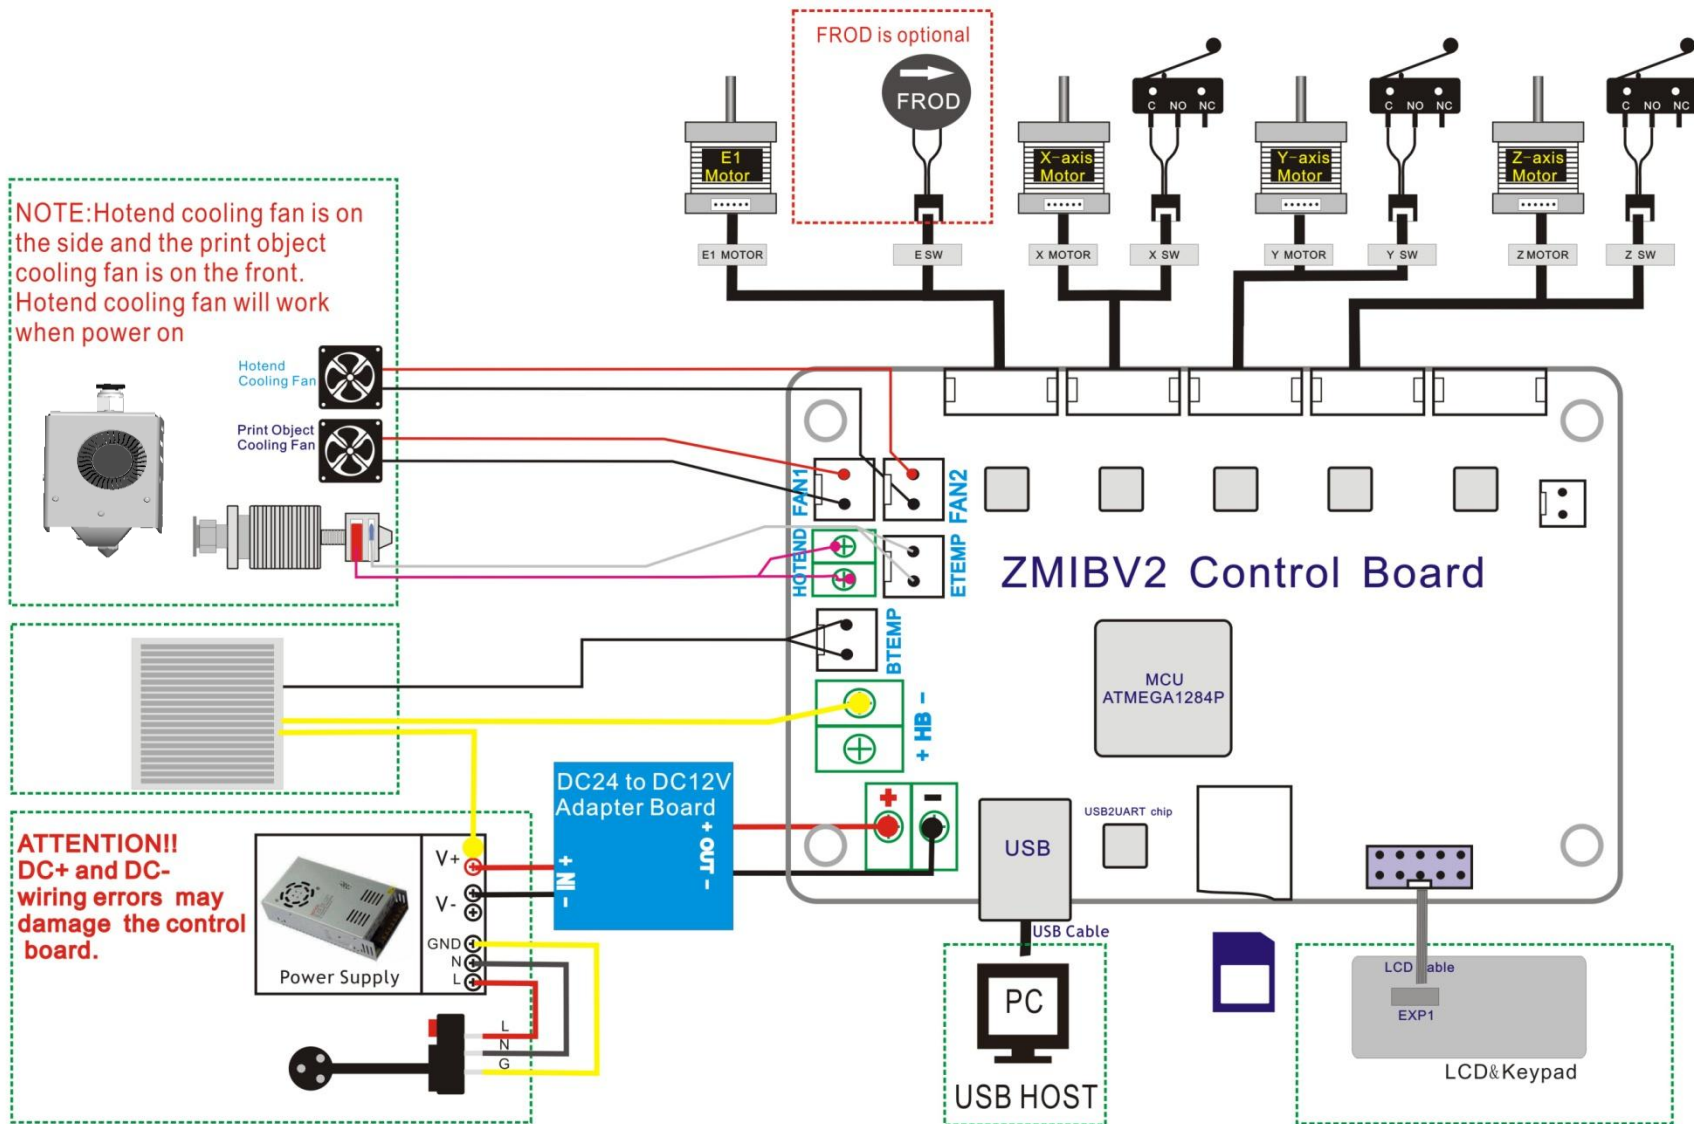 FROD is optional
FROD
C NO NC
C NO NC
C NO NC
E1
Motor
X-axis
Motor
Y-axis
Motor
Z-axis
Motor
E1 MOTOR
E SW
X MOTOR
X SW
Y MOTOR
Y SW
Z MOTOR
Z SW
NOTE:Hotend cooling fan is on
the side and the print object
cooling fan is on the front.
Hotend cooling fan will work
when power on
Hotend
Cooling Fan
Print Object
Cooling Fan
FAN1
FAN2
HOTEND
ETEMP
ZMIBV2 Control Board
BTEMP
MCU
ATMEGA1284P
+ HB -
DC24 to DC12V
Adapter Board
+ IN -
+ OUT -
+ -
USB
USB2UART chip
USB Cable
ATTENTION!!
DC+ and DC-
wiring errors may
damage the control
board.
V+
V-
GND
N
L
Power Supply
L
N
G
PC
USB HOST
EXP1
LCD&Keypad